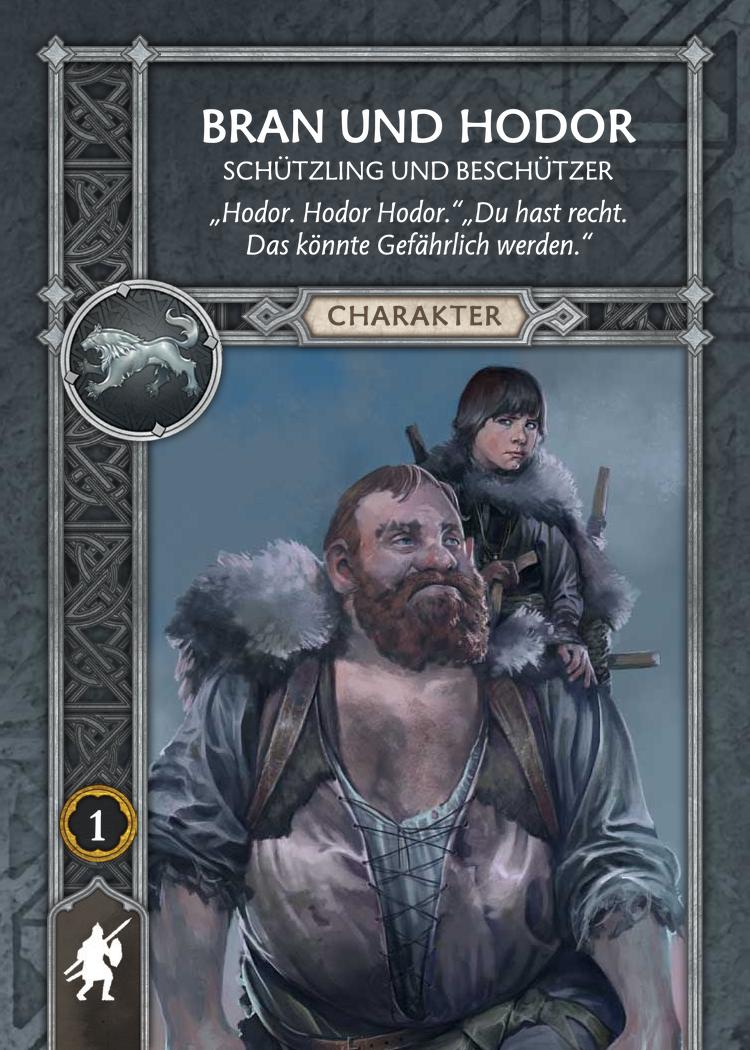 BRAN UND HODOR
SCHÜTZLING UND BESCHÜTZER
„Hodor. Hodor Hodor.“„Du hast recht.
Das könnte Gefährlich werden.“
CHARAKTER
1